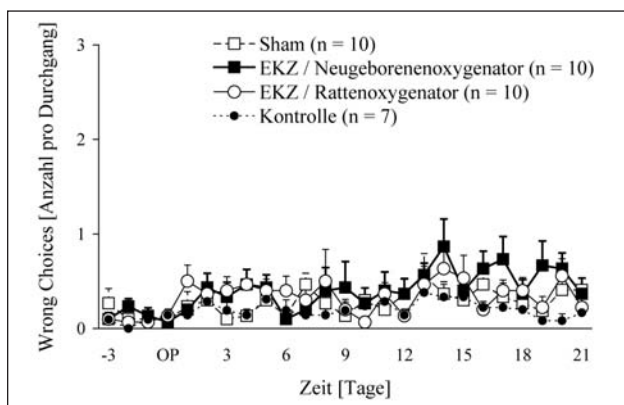 Wrong Choices [Anzahl pro Durchgang]
3
2
1
0
Sham (n = 10)
EKZ / Neugeborenenoxygenator (n = 10)
EKZ / Rattenoxygenator (n = 10)
Kontrolle (n = 7)
-3 OP 3 6 9 12 15 18 21
Zeit [Tage]